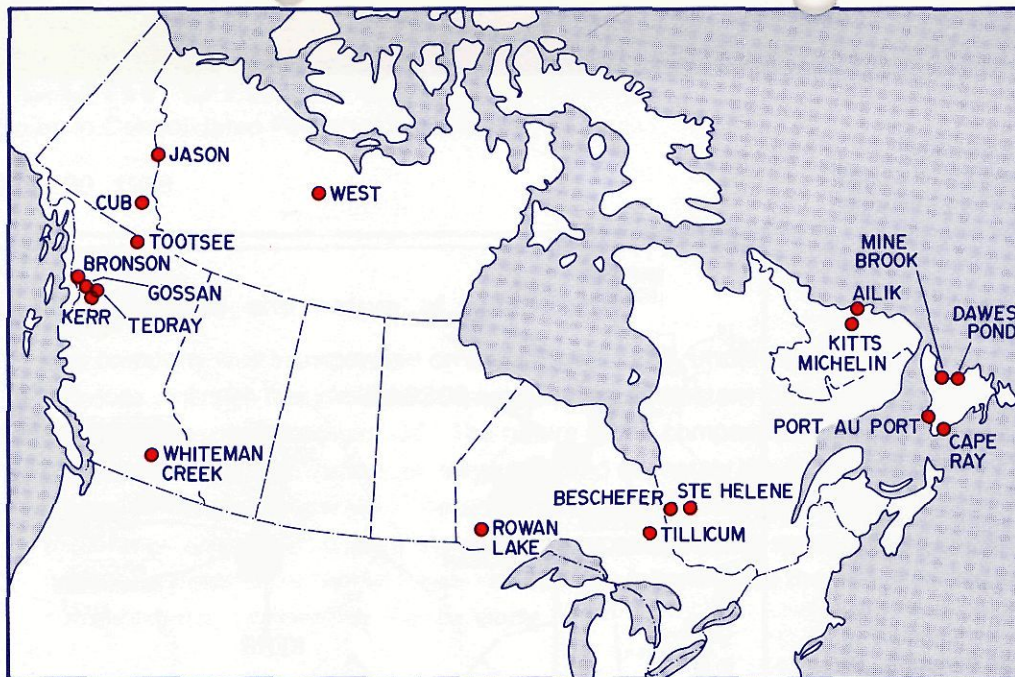 JASON
WEST
CUB
TOOTSEE
BRONSON
GOSSAN
KERR
TEDRAY
MINE
BROOK
AILIK
DAWES
POND
KITTS
MICHELIN
PORT AU PORT
CAPE
RAY
WHITEMAN
CREEK
BESCHEFER
STE HELENE
ROWAN
LAKE
TILLICUM